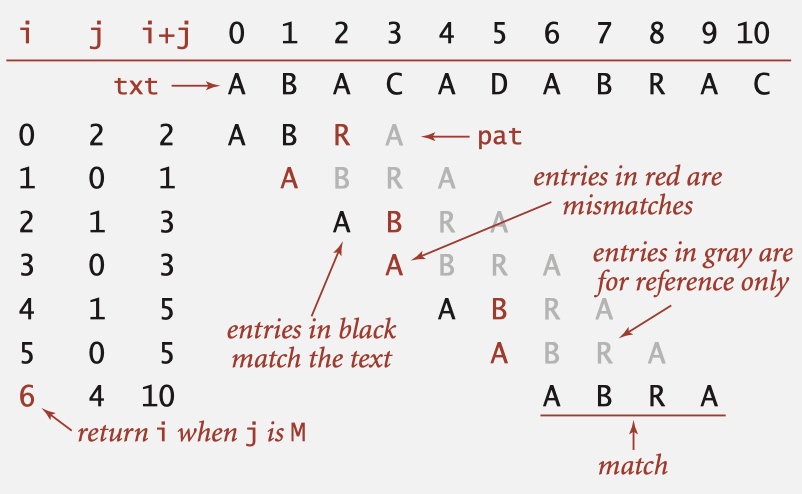 i j i+j 0 1 2 3 4 5 6 7 8 9 10
txt A B A C A D A B R A C
0 2 2 A B R A pat
1 0 1 A B R A
entries in red are
mismatches
2 1 3 A B R A
3 0 3 A B R A
entries in gray are
for reference only
4 1 5 A B R A
entries in black
match the text
5 0 5 A B R A
6 4 10 A B R A
return i when j is M
match